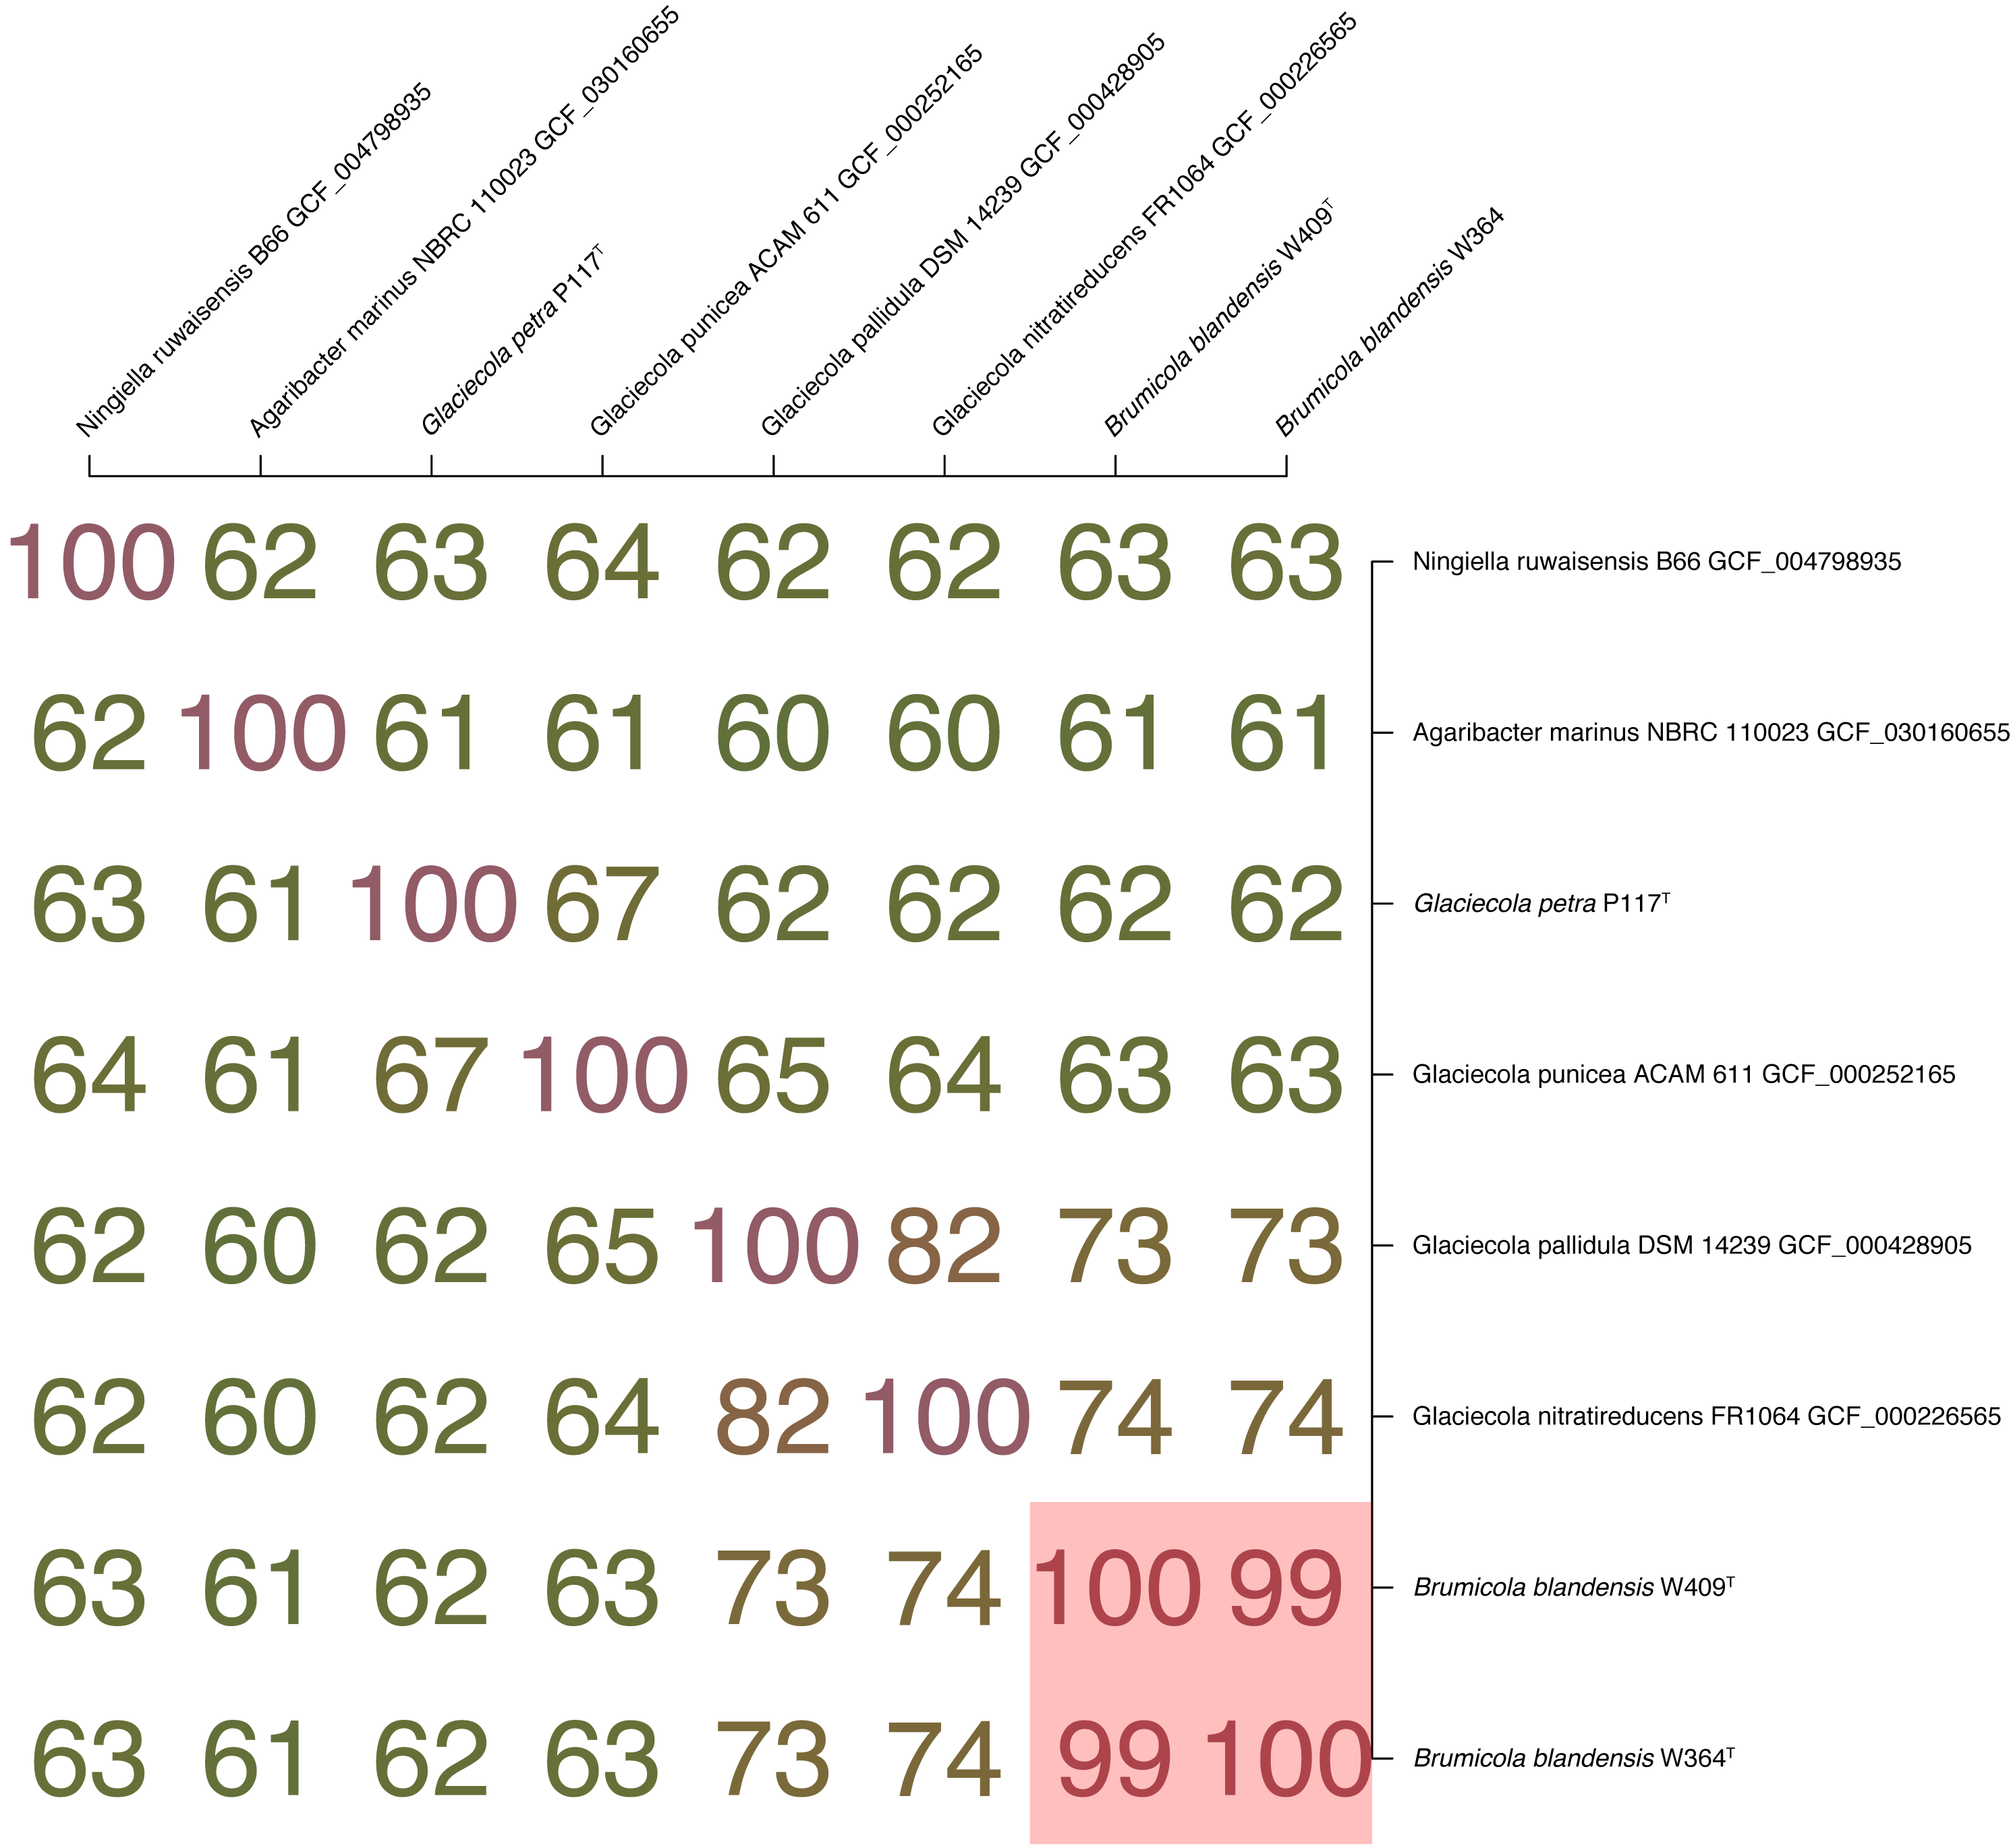 Ningiella ruwaisensis B66 GCF_004798935
Agaribacter marinus NBRC 110023 GCF_030160655
Glaciecola petra P117ᵀ
Glaciecola punicea ACAM 611 GCF_000252165
Glaciecola pallidula DSM 14239 GCF_000428905
Glaciecola nitratireducens FR1064 GCF_000226565
Brumicola blandensis W409ᵀ
Brumicola blandensis W364
100 62 63 64 62 62 63 63 Ningiella ruwaisensis B66 GCF_004798935
62 100 61 61 60 60 61 61 Agaribacter marinus NBRC 110023 GCF_030160655
63 61 100 67 62 62 62 62 Glaciecola petra P117ᵀ
64 61 67 100 65 64 63 63 Glaciecola punicea ACAM 611 GCF_000252165
62 60 62 65 100 82 73 73 Glaciecola pallidula DSM 14239 GCF_000428905
62 60 62 64 82 100 74 74 Glaciecola nitratireducens FR1064 GCF_000226565
63 61 62 63 73 74 100 99 Brumicola blandensis W409ᵀ
63 61 62 63 73 74 99 100 Brumicola blandensis W364ᵀ